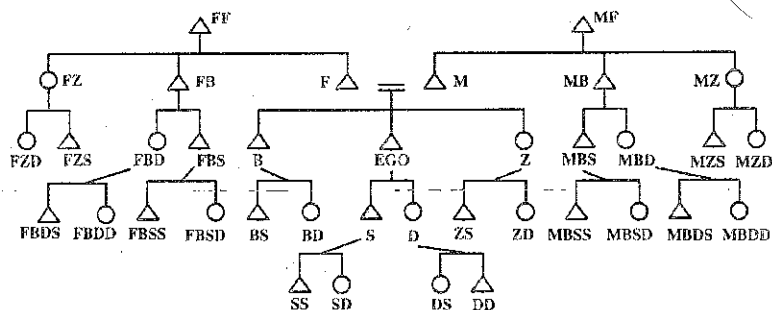 FF MF
FZ FB F M MB MZ
FZD FZS FBD FBS B EGO Z MBS MBD MZS MZD
FBDS FBDD FBSS FBSD BS BD S D ZS ZD MBSS MBSD MBDS MBDD
SS SD DS DD